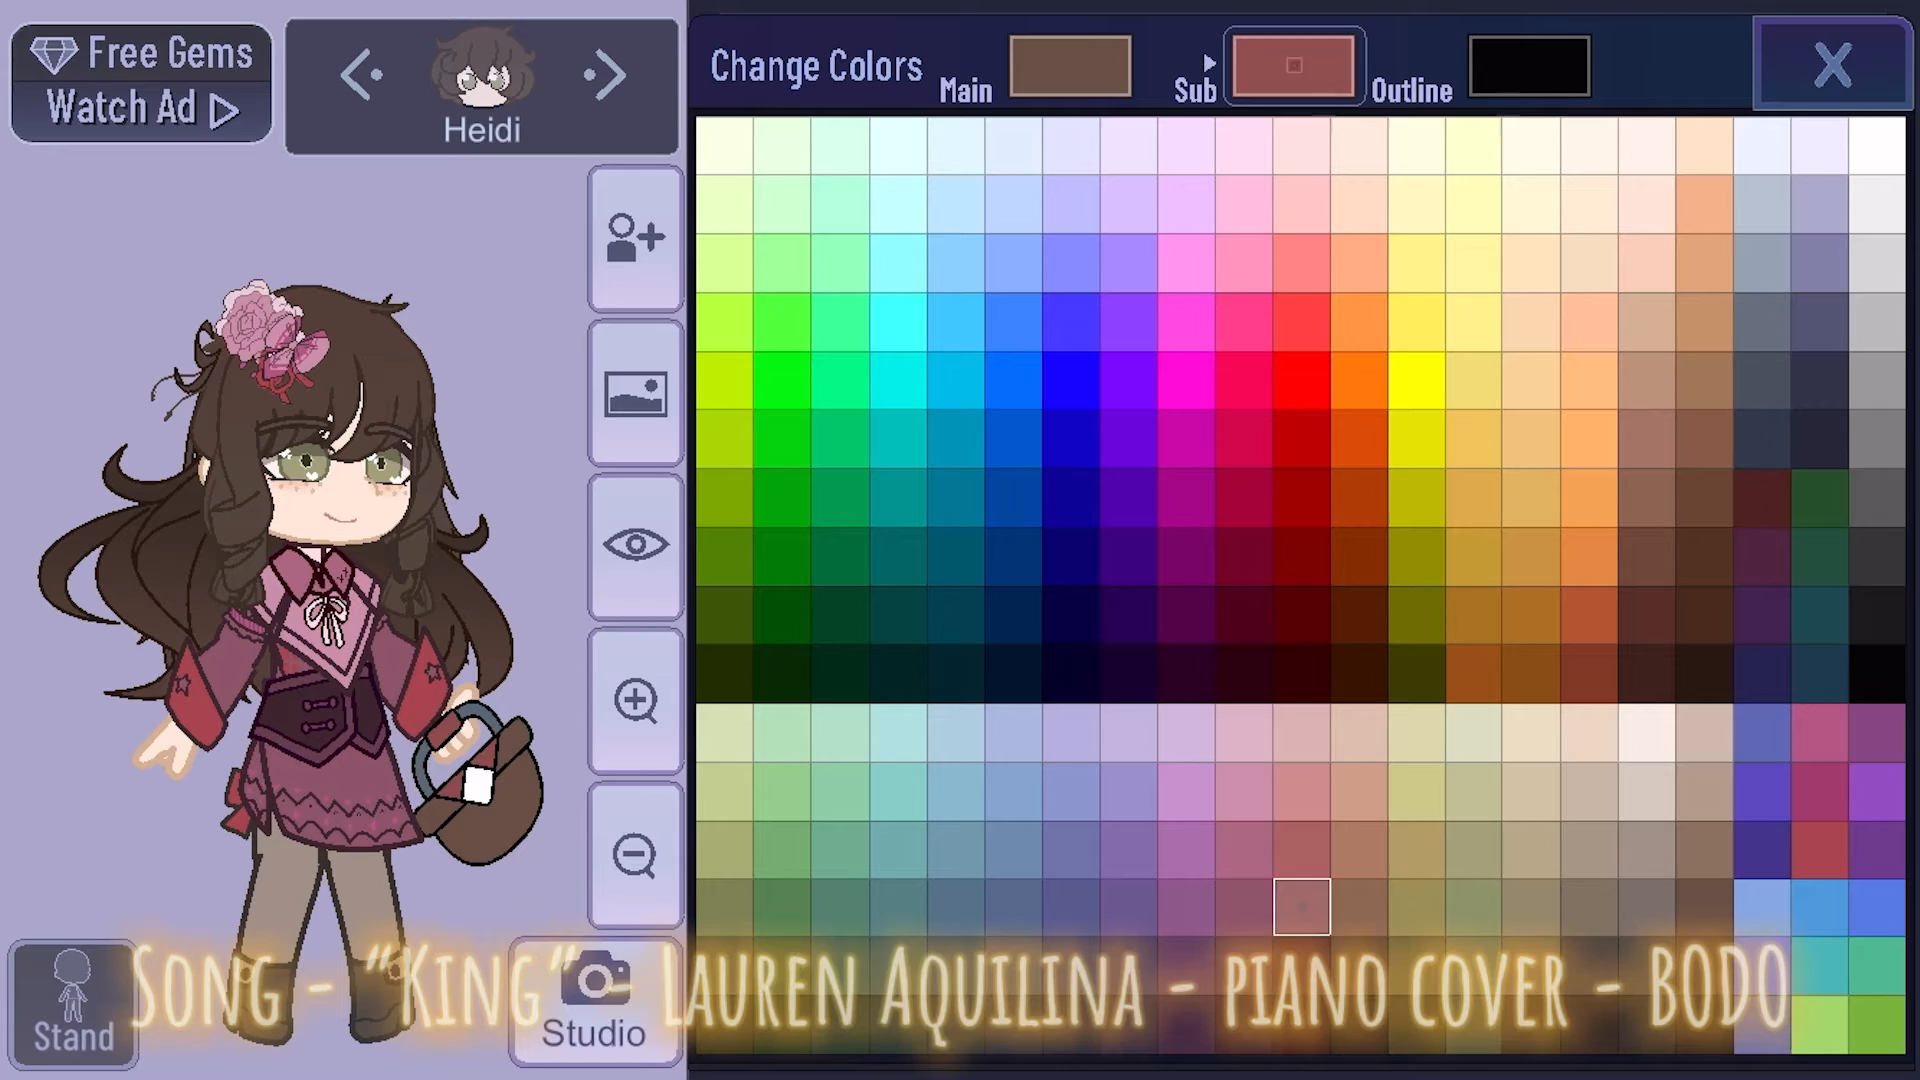 Free Gems
Watch Ad
Heidi
Change Colors
Main
Sub
Outline
X
Song - "King" - Lauren Aquilina - piano cover - BODO
Stand
Studio